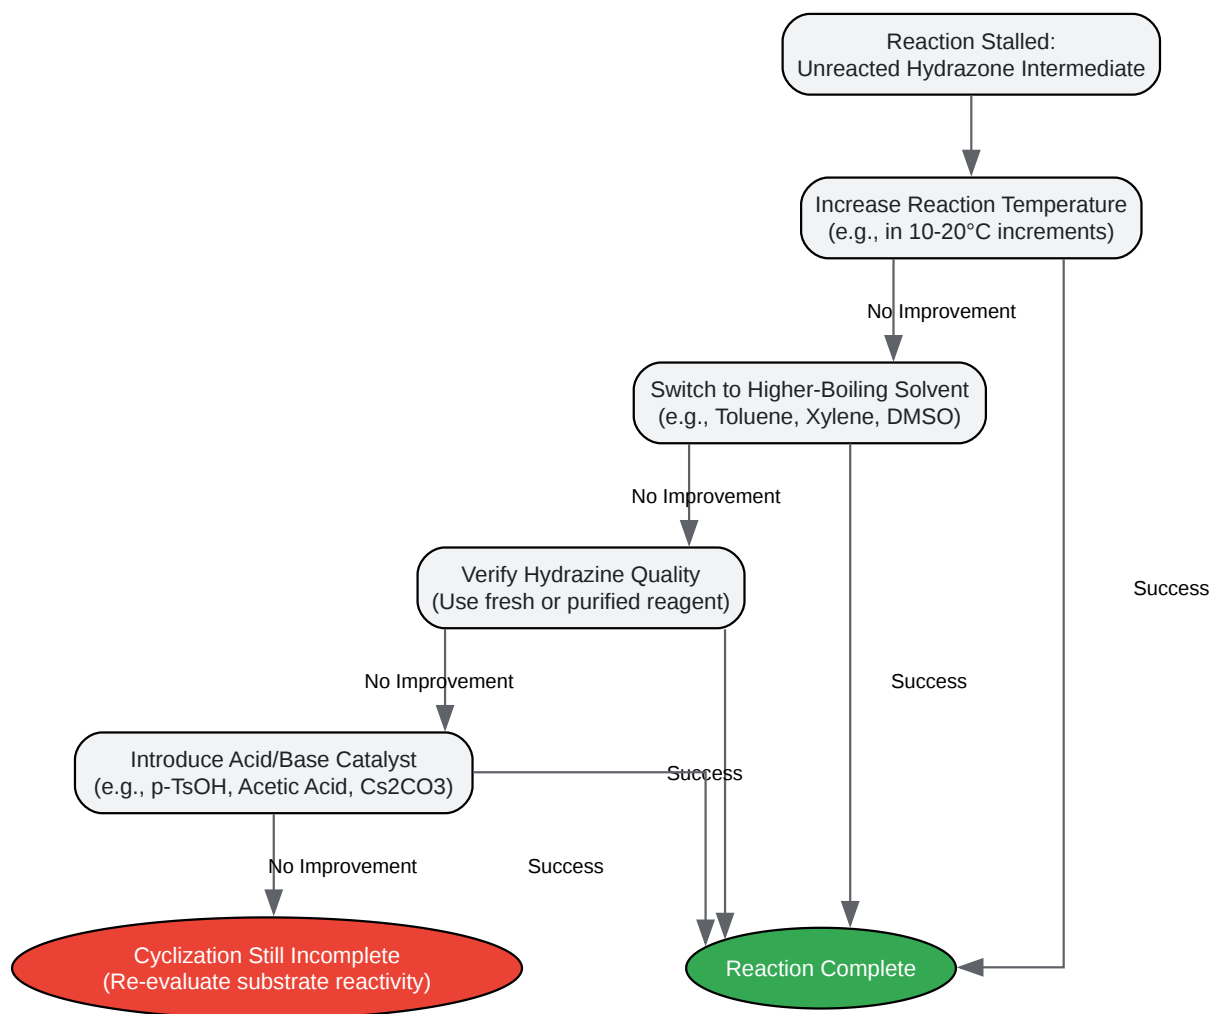 Reaction Stalled:
Unreacted Hydrazone Intermediate
Increase Reaction Temperature
(e.g., in 10-20°C increments)
No Improvement
Switch to Higher-Boiling Solvent
(e.g., Toluene, Xylene, DMSO)
No Improvement
Verify Hydrazine Quality
(Use fresh or purified reagent)
Success
No Improvement
Success
Introduce Acid/Base Catalyst
(e.g., p-TsOH, Acetic Acid, Cs2CO3)
Success
No Improvement
Success
Cyclization Still Incomplete
(Re-evaluate substrate reactivity)
Reaction Complete